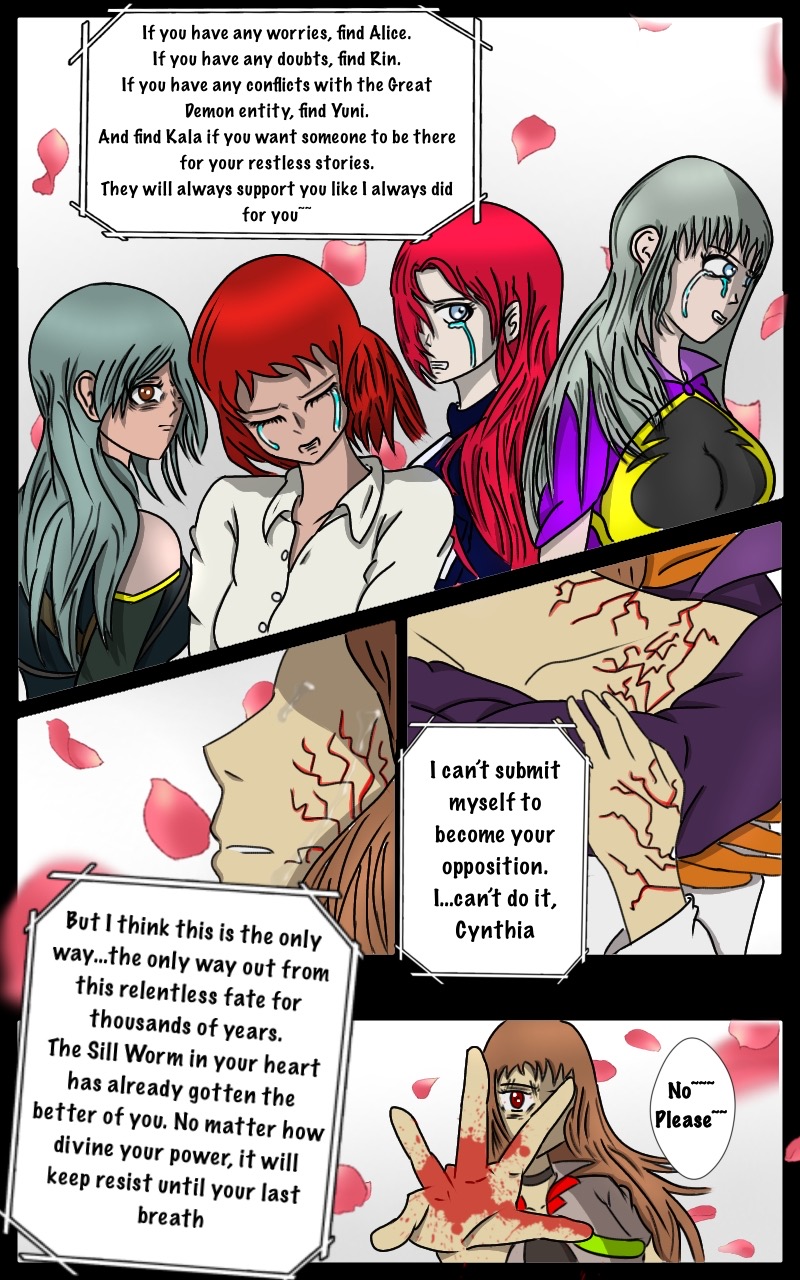 If you have any worries, find Alice.
If you have any doubts, find Rin.
If you have any conflicts with the Great
Demon entity, find Yuni.
And find Kala if you want someone to be there
for your restless stories.
They will always support you like I always did
for you~~
I can't submit
myself to
become your
opposition.
I...can't do it,
Cynthia
But I think this is the only
way...the only way out from
this relentless fate for
thousands of years.
The Sill Worm in your heart
has already gotten the
better of you. No matter how
divine your power, it will
keep resist until your last
breath
No~~~
Please~~